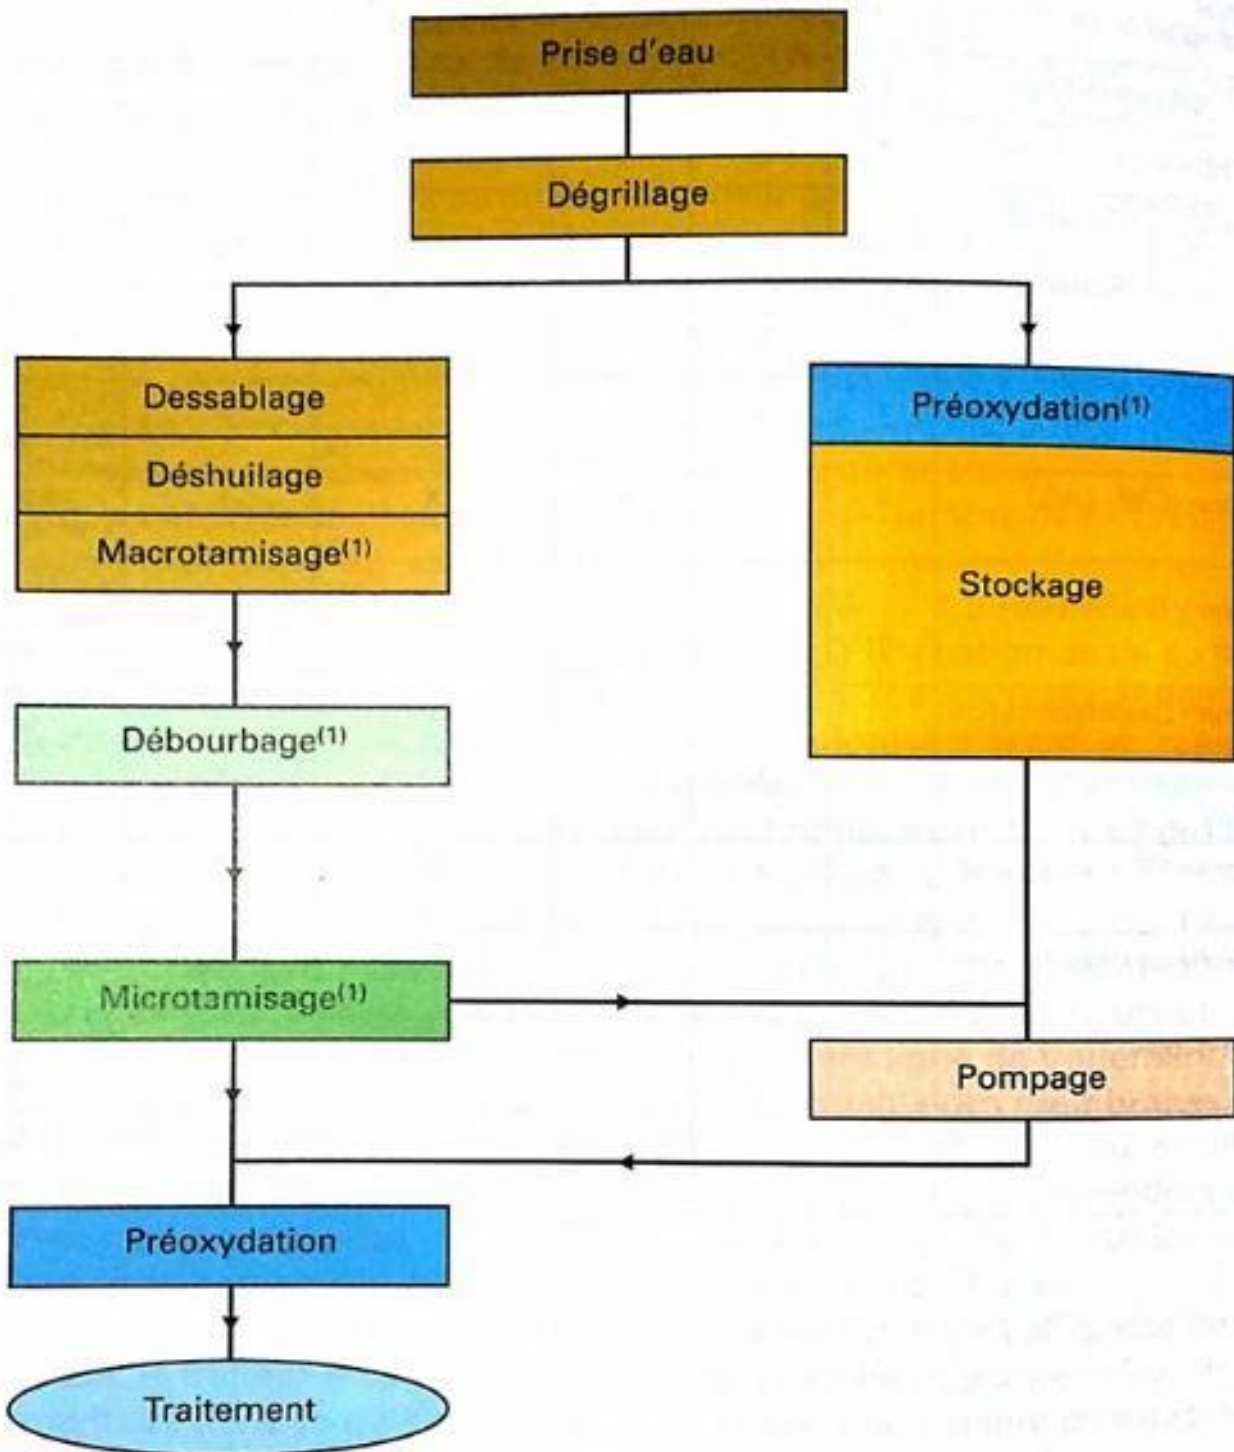 Prise d'eau
Dégrillage
Dessablage
Déshuilage
Macrotamisage(1)
Préoxydation(1)
Stockage
Débourbage(1)
Microtamisage(1)
Pompage
Préoxydation
Traitement